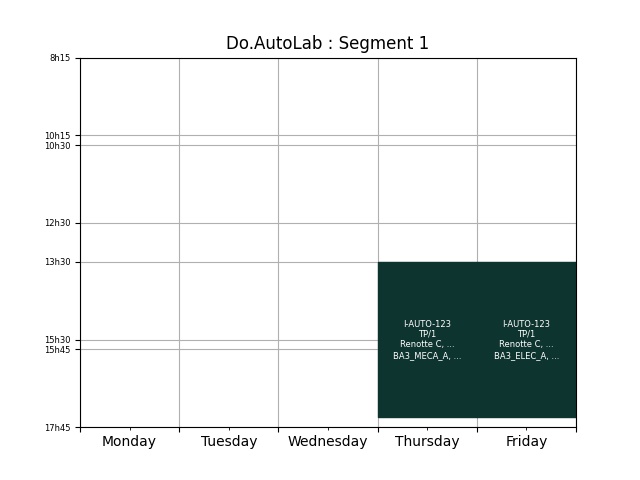 Do.AutoLab : Segment 1
8h15
10h15
10h30
12h30
13h30
15h30
15h45
17h45
I-AUTO-123
TP/1
Renotte C, ...
BA3_MECA_A, ...
I-AUTO-123
TP/1
Renotte C, ...
BA3_ELEC_A, ...
Monday
Tuesday
Wednesday
Thursday
Friday